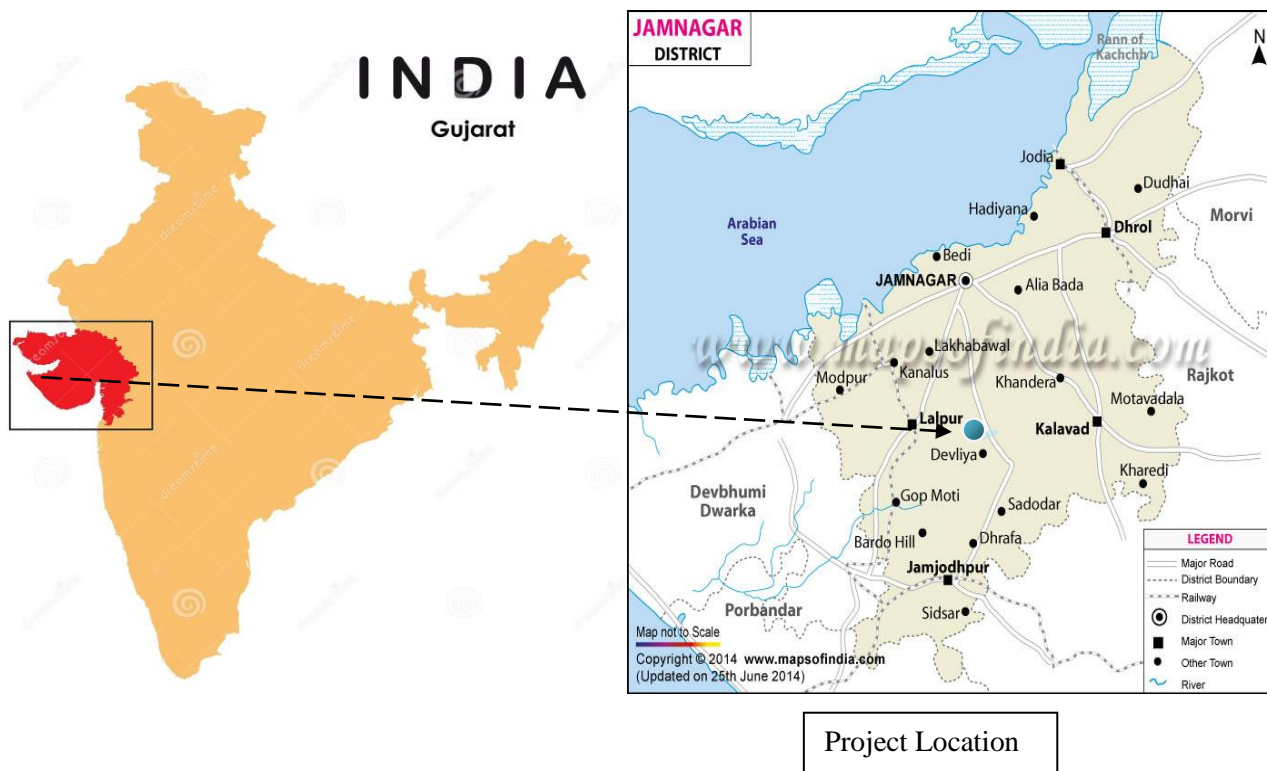 INDIA
Gujarat
dreamstime
JAMNAGAR
DISTRICT
N
Rann of
Kachchh
Jodia
Dudhai
Hadiyana
Morvi
Dhrol
Arabian
Sea
Bedi
JAMNAGAR
Alia Bada
www.mapsofindia.com
Lakhabawal
Kanalus
Khandera
Rajkot
Modpur
Motavadala
Lalpur
Kalavad
Devliya
Kharedi
Devbhumi
Dwarka
Gop Moti
Sadodar
Bardo Hill
Dhrafa
Jamjodhpur
Porbandar
Sidsar
Map not to Scale
Copyright © 2014 www.mapsofindia.com
(Updated on 25th June 2014)
LEGEND
Major Road
District Boundary
Railway
District Headquater
Major Town
Other Town
River
Project Location